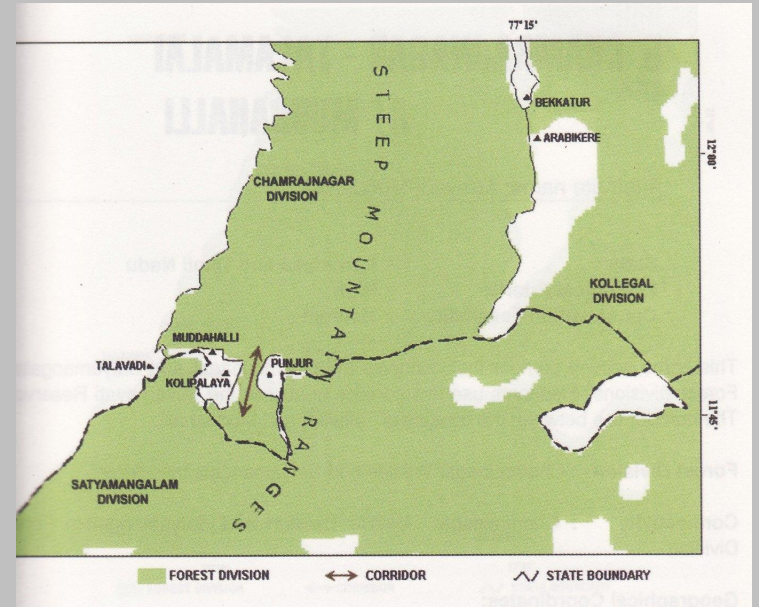 77° 15'
BEKKATUR
ARABIKERE
12° 00'
STEEP MOUNTAIN RANGES
CHAMRAJNAGAR
DIVISION
KOLLEGAL
DIVISION
MUDDAHALLI
TALAVADI
PUNJUR
KOLIPALAYA
11° 45'
SATYAMANGALAM
DIVISION
FOREST DIVISION
CORRIDOR
STATE BOUNDARY